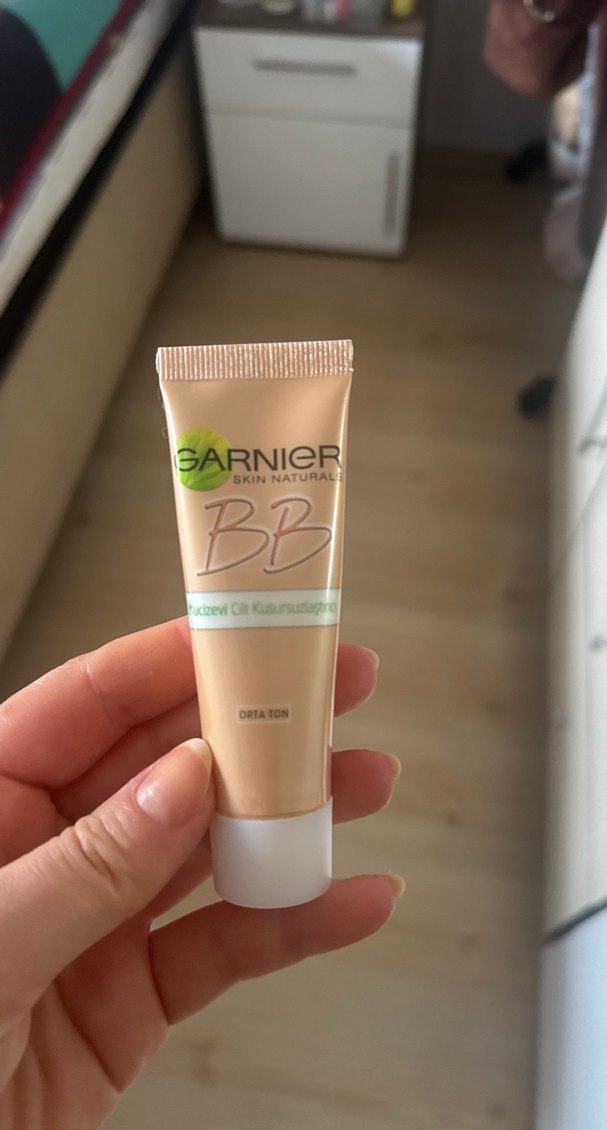 GARNIER
SKIN NATURALS
BB
Mucizevi Cilt Kusursuzlaştırıcı
ORTA TON